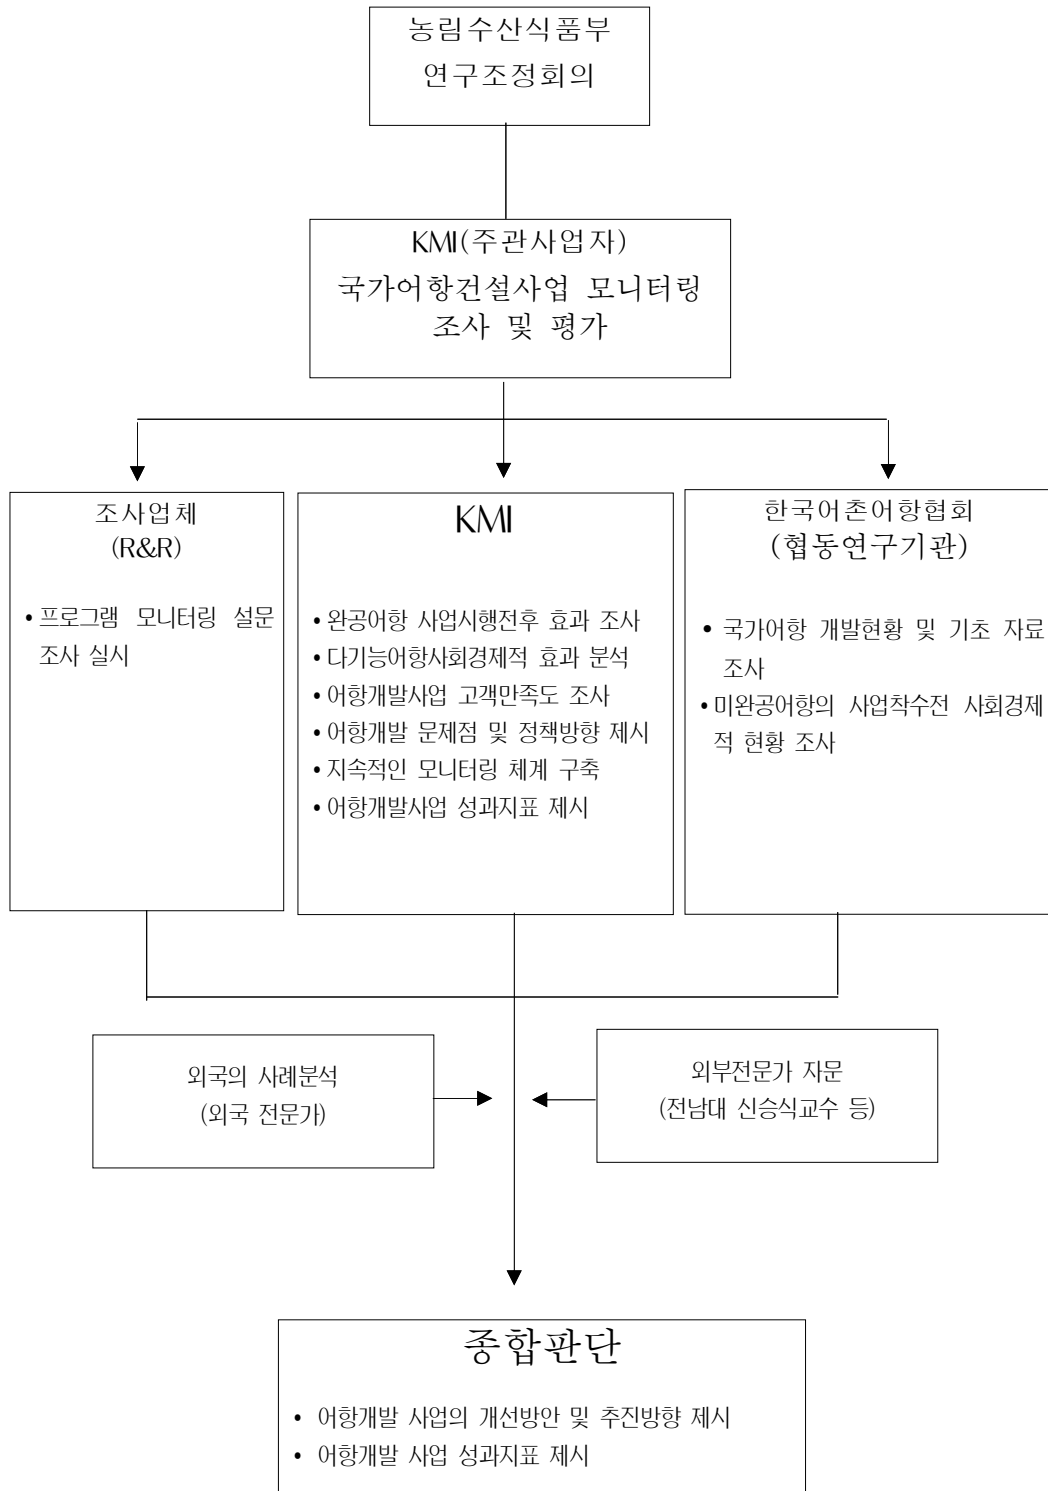 농림수산식품부
연구조정회의
KMI(주관사업자)
국가어항건설사업 모니터링
조사 및 평가
조사업체
(R&R)
• 프로그램 모니터링 설문
조사 실시
KMI
• 완공어항 사업시행전후 효과 조사
• 다기능어항사회경제적 효과 분석
• 어항개발사업 고객만족도 조사
• 어항개발 문제점 및 정책방향 제시
• 지속적인 모니터링 체계 구축
• 어항개발사업 성과지표 제시
한국어촌어항협회
(협동연구기관)
• 국가어항 개발현황 및 기초 자료
조사
• 미완공어항의 사업착수전 사회경제
적 현황 조사
외국의 사례분석
(외국 전문가)
외부전문가 자문
(전남대 신승식교수 등)
종합판단
• 어항개발 사업의 개선방안 및 추진방향 제시
• 어항개발 사업 성과지표 제시